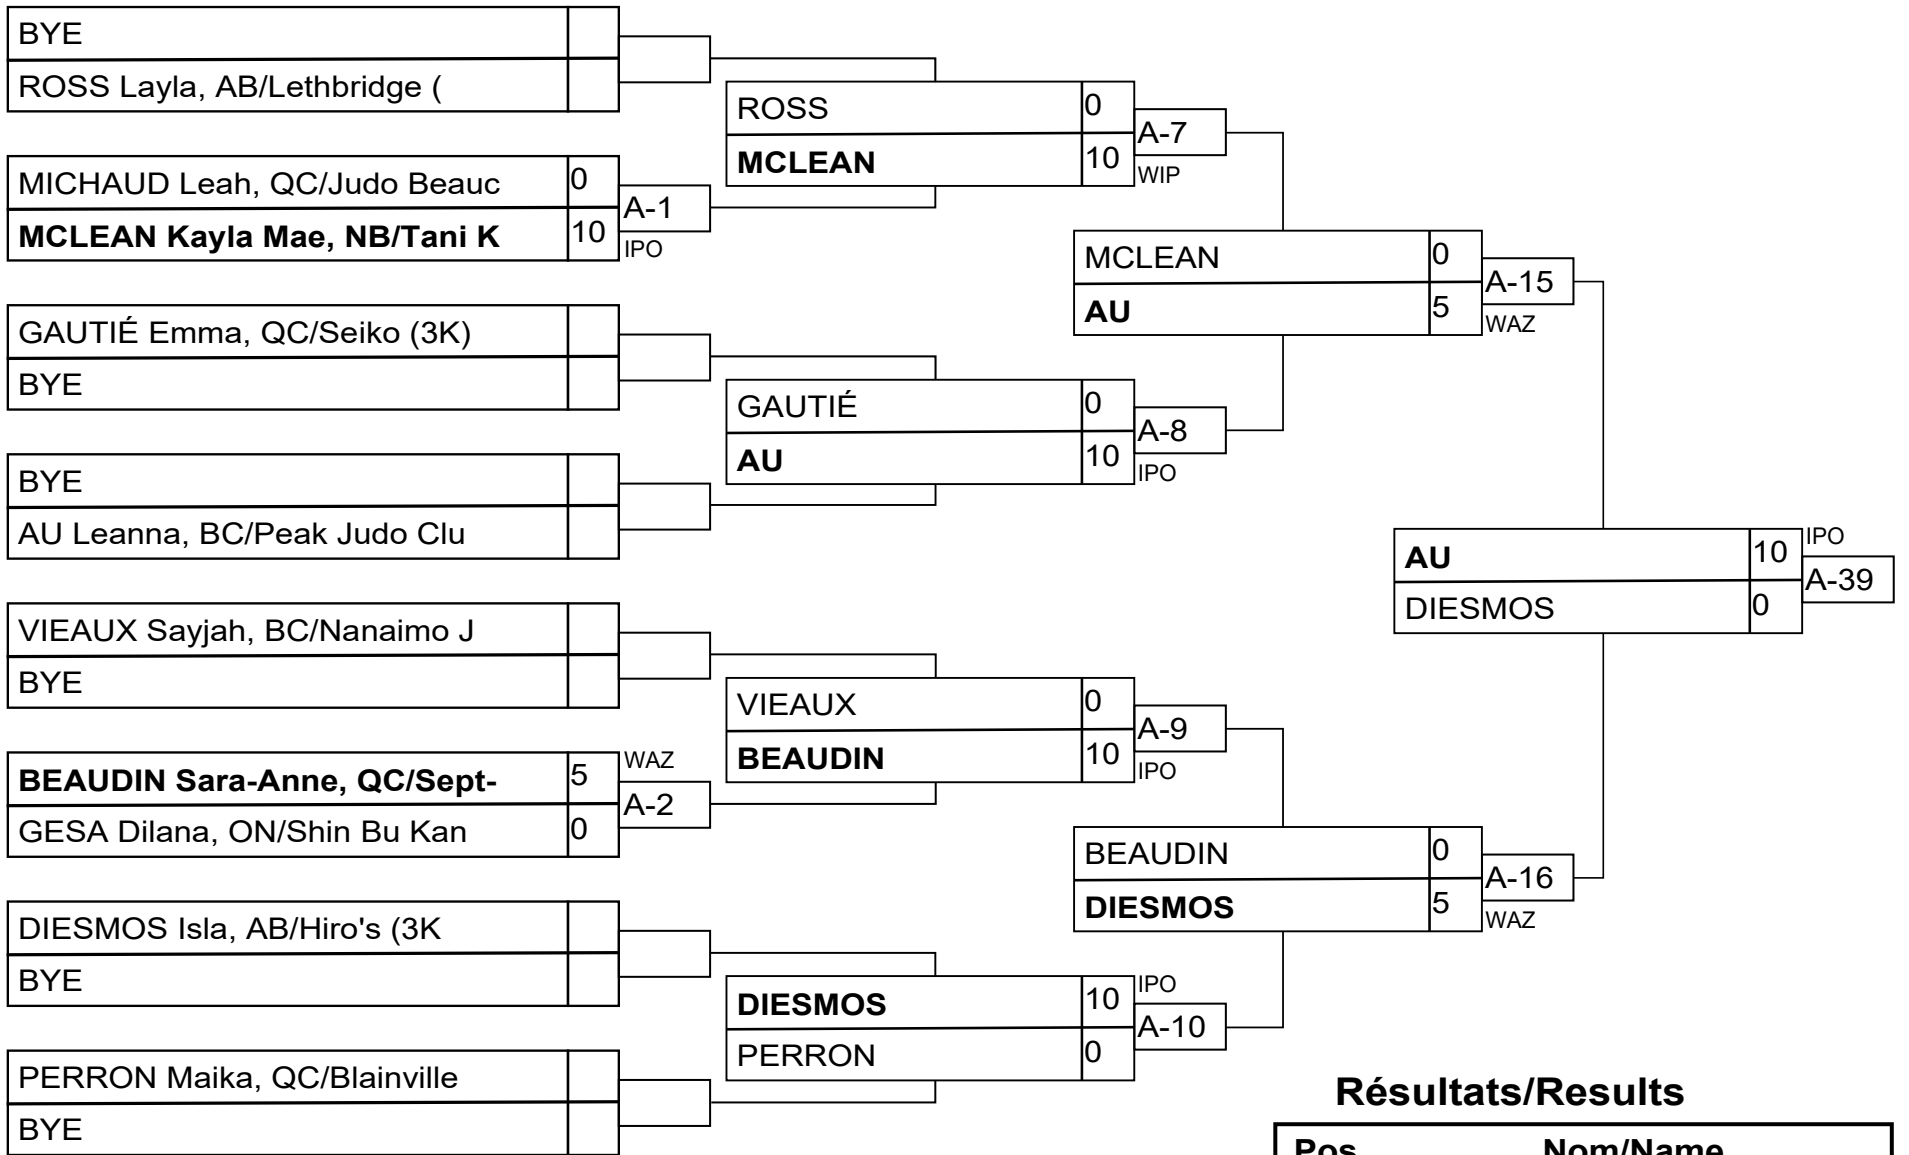 BYE
ROSS Layla, AB/Lethbridge (
MICHAUD Leah, QC/Judo Beauc 0
MCLEAN Kayla Mae, NB/Tani K 10
A-1
IPO
GAUTIÉ Emma, QC/Seiko (3K)
BYE
BYE
AU Leanna, BC/Peak Judo Clu
VIEAUX Sayjah, BC/Nanaimo J
BYE
BEAUDIN Sara-Anne, QC/Sept- 5
GESA Dilana, ON/Shin Bu Kan 0
WAZ
A-2
DIESMOS Isla, AB/Hiro's (3K
BYE
PERRON Maika, QC/Blainville
BYE
ROSS 0
MCLEAN 10
A-7
WIP
GAUTIÉ 0
AU 10
A-8
IPO
VIEAUX 0
BEAUDIN 10
A-9
IPO
DIESMOS 10
PERRON 0
IPO
A-10
MCLEAN 0
AU 5
A-15
WAZ
BEAUDIN 0
DIESMOS 5
A-16
WAZ
AU 10
DIESMOS 0
IPO
A-39
Résultats/Results
Pos Nom/Name